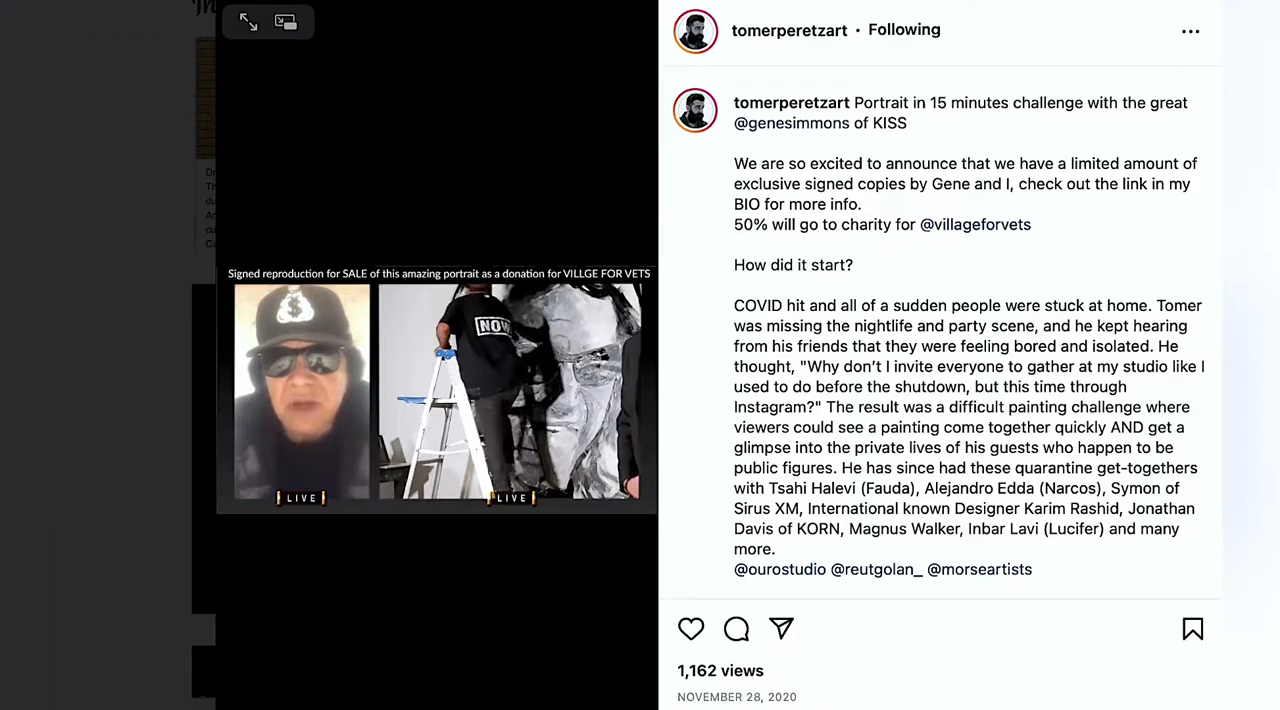 tomerperetzart • Following
tomerperetzart Portrait in 15 minutes challenge with the great
@genesimmons of KISS
We are so excited to announce that we have a limited amount of
exclusive signed copies by Gene and I, check out the link in my
BIO for more info.
50% will go to charity for @villageforvets
How did it start?
COVID hit and all of a sudden people were stuck at home. Tomer
was missing the nightlife and party scene, and he kept hearing
from his friends that they were feeling bored and isolated. He
thought, "Why don't I invite everyone to gather at my studio like I
used to do before the shutdown, but this time through
Instagram?" The result was a difficult painting challenge where
viewers could see a painting come together quickly AND get a
glimpse into the private lives of his guests who happen to be
public figures. He has since had these quarantine get-togethers
with Tsahi Halevi (Fauda), Alejandro Edda (Narcos), Symon of
Sirus XM, International known Designer Karim Rashid, Jonathan
Davis of KORN, Magnus Walker, Inbar Lavi (Lucifer) and many
more.
@ourostudio @reutgolan_ @morseartists
1,162 views
NOVEMBER 28, 2020
Signed reproduction for SALE of this amazing portrait as a donation for VILLGE FOR VETS
NOW
LIVE
LIVE